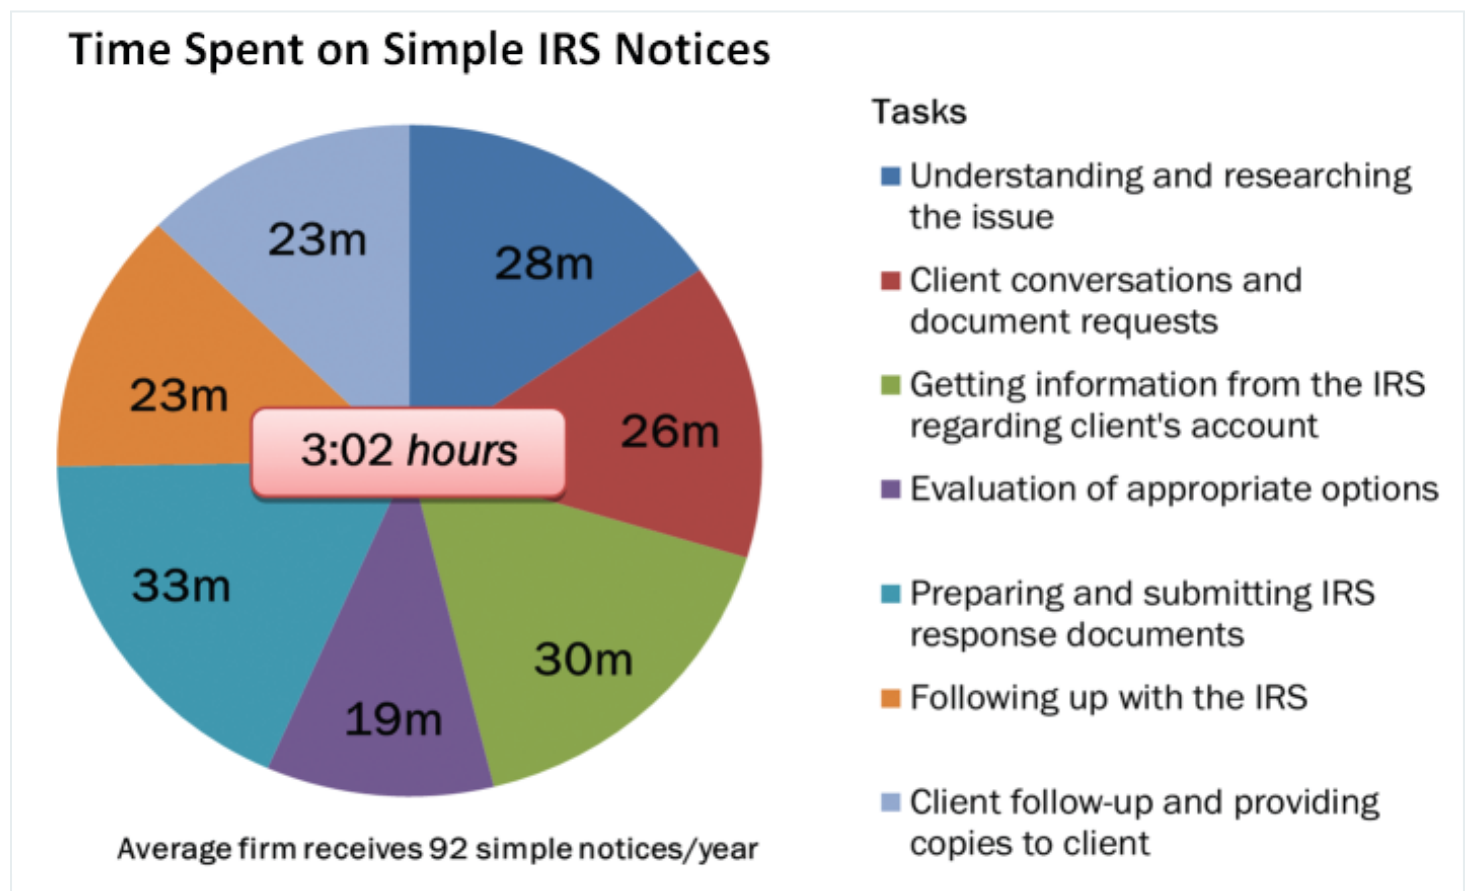 Time Spent on Simple IRS Notices
23m
28m
23m
26m
3:02 hours
33m
30m
19m
Average firm receives 92 simple notices/year
Tasks
Understanding and researching
the issue
Client conversations and
document requests
Getting information from the IRS
regarding client's account
Evaluation of appropriate options
Preparing and submitting IRS
response documents
Following up with the IRS
Client follow-up and providing
copies to client